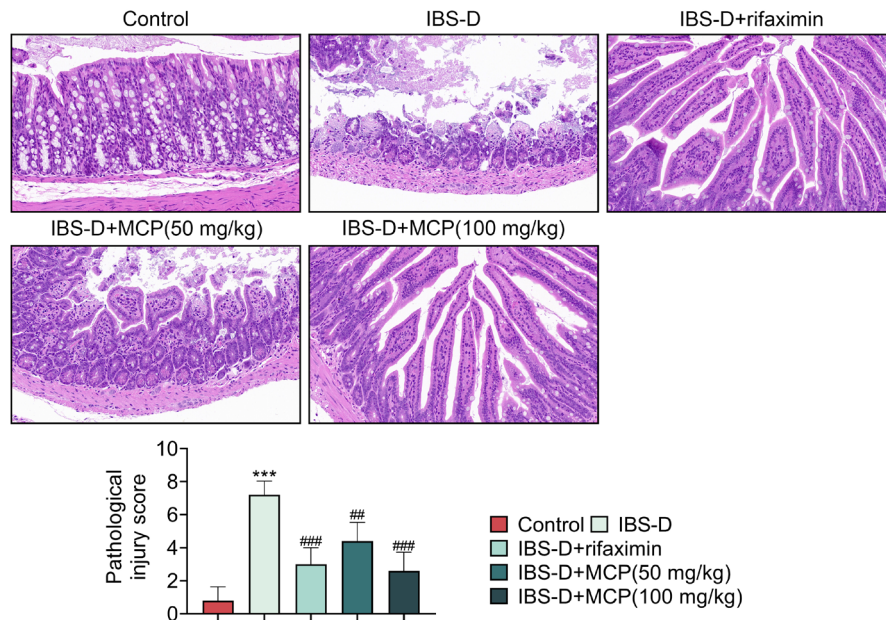 Control IBS-D IBS-D+rifaximin
IBS-D+MCP(50 mg/kg) IBS-D+MCP(100 mg/kg)
Pathological
injury score
10
8
6
4
2
0
***
###
##
###
Control IBS-D
IBS-D+rifaximin
IBS-D+MCP(50 mg/kg)
IBS-D+MCP(100 mg/kg)